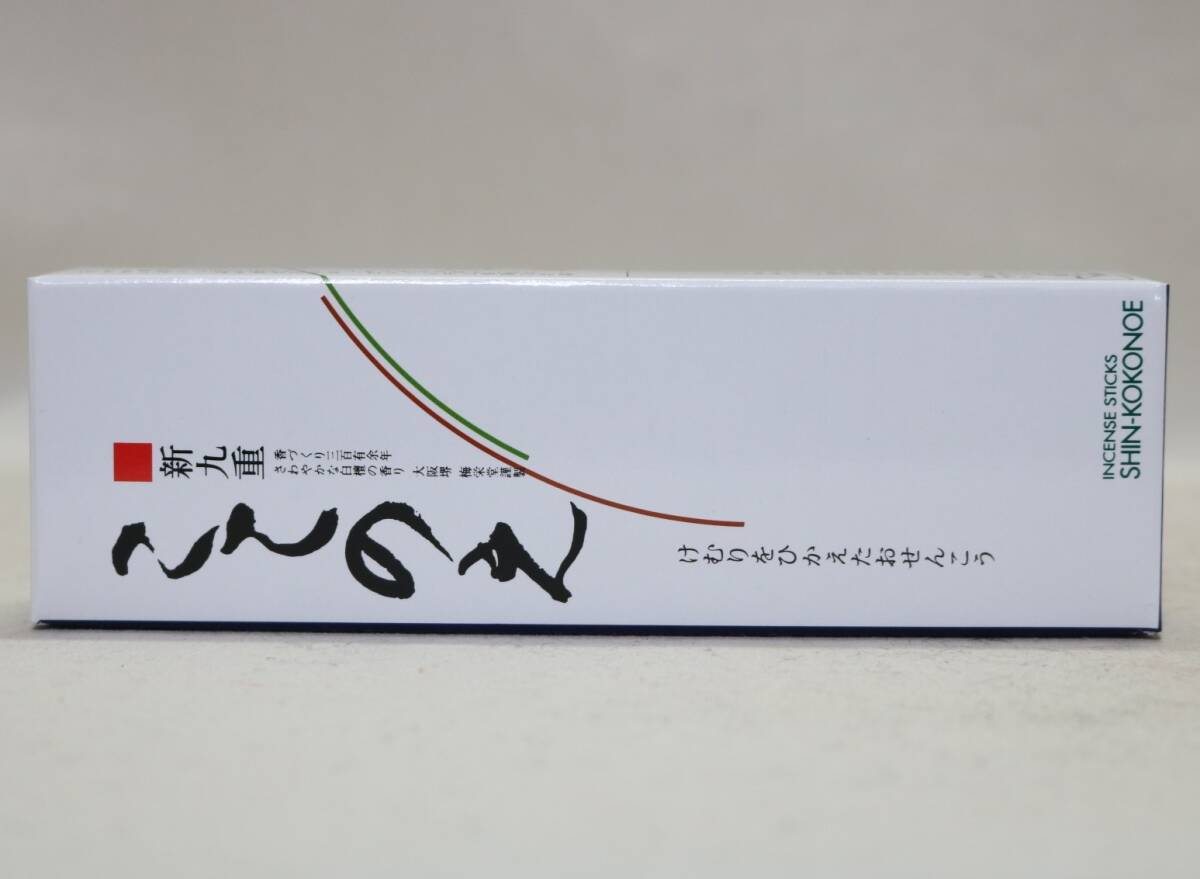 新九重
香づくり三百有余年
さわやかな白檀の香り 大阪堺 梅栄堂謹製
こゝのえ
けむりをひかえたおせんこう
INCENSE STICKS
SHIN-KOKONOE